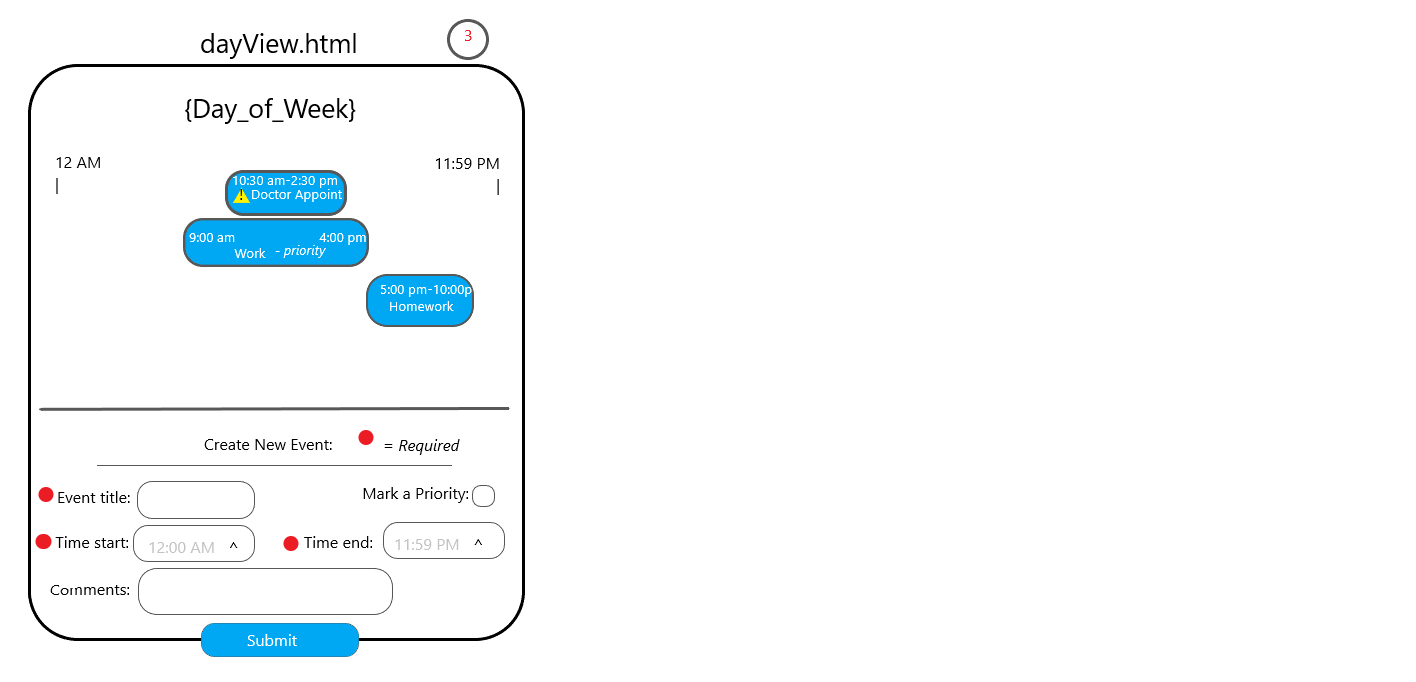 dayView.html
3
{Day_of_Week}
12 AM
11:59 PM
|
|
10:30 am-2:30 pm
Doctor Appoint
9:00 am
4:00 pm
Work - priority
5:00 pm-10:00p
Homework
Create New Event:
= Required
Event title:
Mark a Priority:
Time start:
12:00 AM ^
Time end:
11:59 PM ^
Comments:
Submit